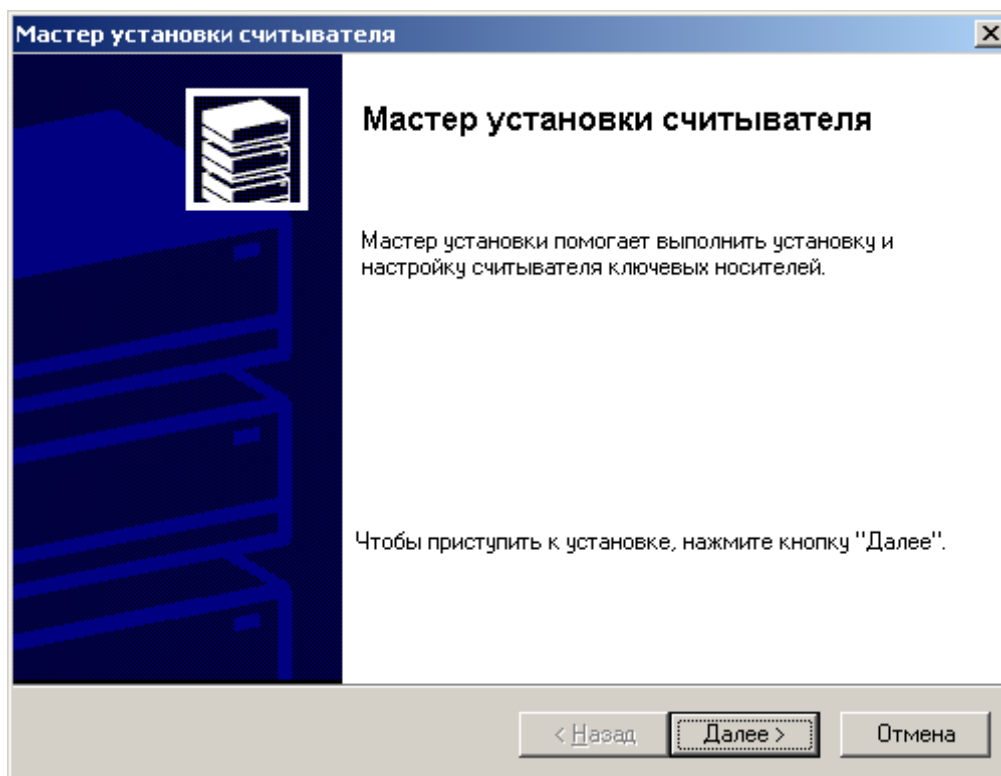 Мастер установки считывателя
Мастер установки считывателя
Мастер установки помогает выполнить установку и
настройку считывателя ключевых носителей.
Чтобы приступить к установке, нажмите кнопку "Далее".
< Назад
Далее >
Отмена